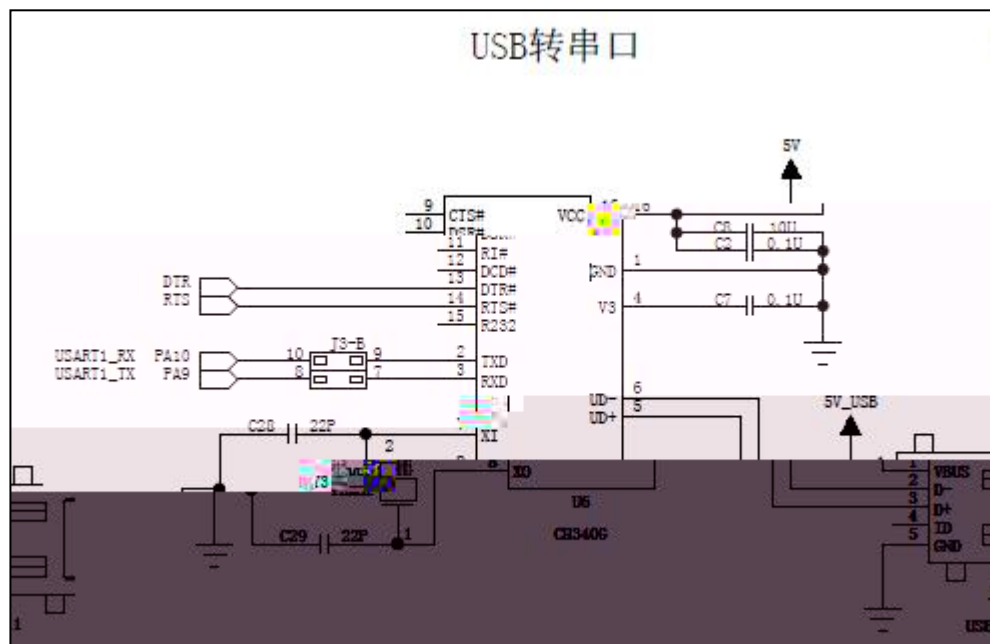 USB转串口
5V
9 CTS# VCC
10
11 C8 10U
RI# C2 0.1U
12 DCD# GND 1
DTR 13 DTR#
RTS 14 RTS# V3 4 C7 0.1U
15 R232
J3-B
USART1_RX PA10 10 9 2 TXD
USART1_TX PA9 8 7 3 RXD
UD- 6
UD+ 5
5V_USB
C28 22P XI
2
8 XO 1 VBUS
2 D-
U6 3 D+
4 ID
C29 22P 1 CH340G 5 GND
1